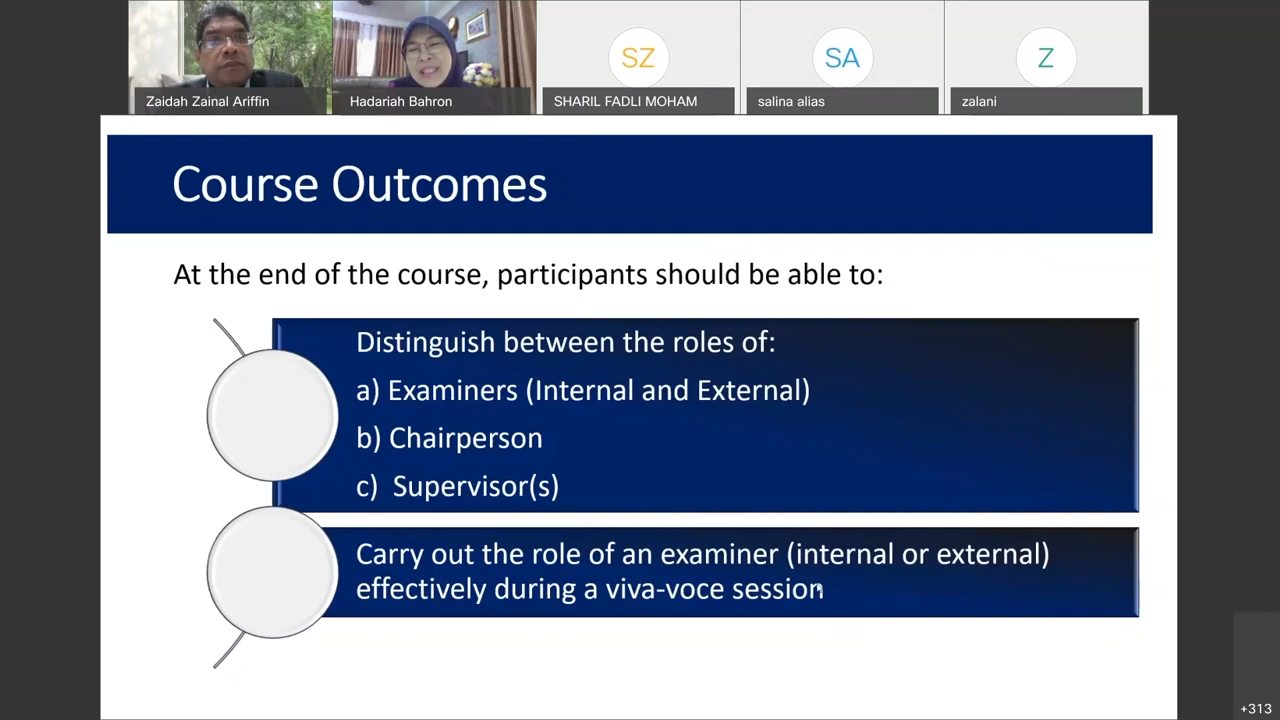 SZ
SA
Z
Zaidah Zainal Ariffin
Hadariah Bahron
SHARIL FADLI MOHAM
salina alias
zalani
Course Outcomes
At the end of the course, participants should be able to:
Distinguish between the roles of:
a) Examiners (Internal and External)
b) Chairperson
c) Supervisor(s)
Carry out the role of an examiner (internal or external)
effectively during a viva-voce session
+313